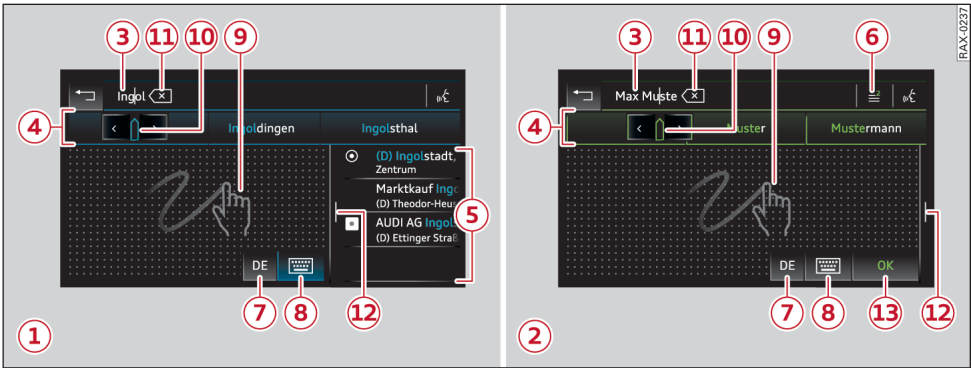 3 11 10 9
Ingol
4
Ingoldingen Ingolsthal
(D) Ingolstadt,
Zentrum
Marktkauf Ingo
(D) Theodor-Heus
5
AUDI AG Ingols
(D) Ettinger Straß
DE
7 8 12
1
3 11 10 9 6
Max Muste
4
Muster Mustermann
DE OK
7 8 13 12
2
RAX-0237